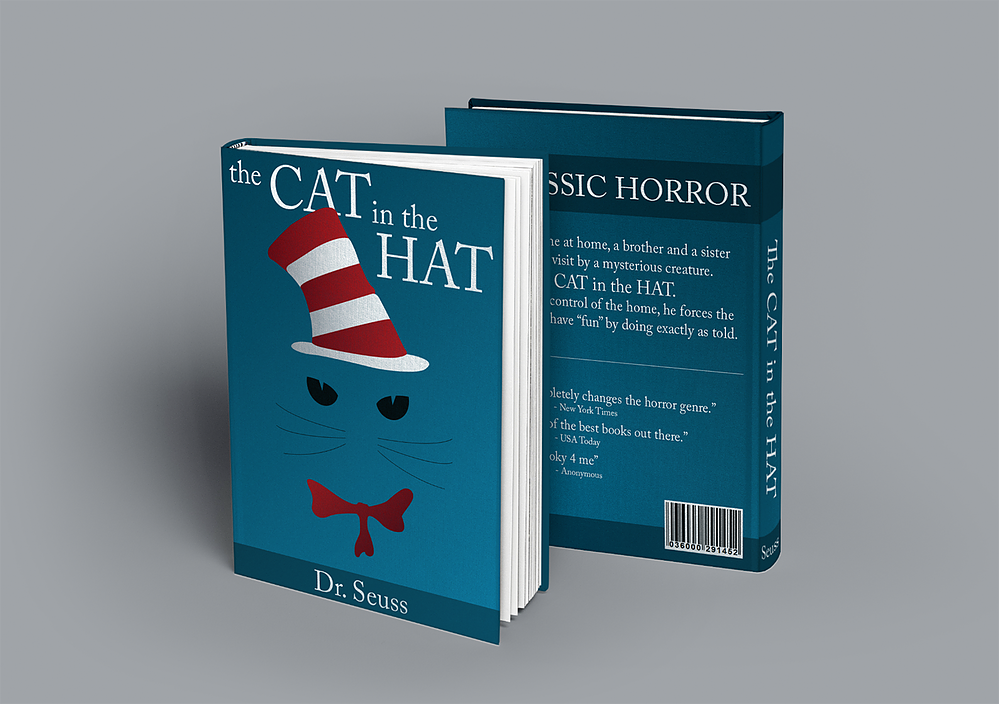 the CAT in the
HAT
Dr. Seuss
SSIC HORROR
me at home, a brother and a sister
visit by a mysterious creature.
CAT in the HAT.
control of the home, he forces the
have “fun” by doing exactly as told.
pletely changes the horror genre.”
- New York Times
of the best books out there.”
- USA Today
oky 4 me”
- Anonymous
036000 291452
The CAT in the HAT
Seuss